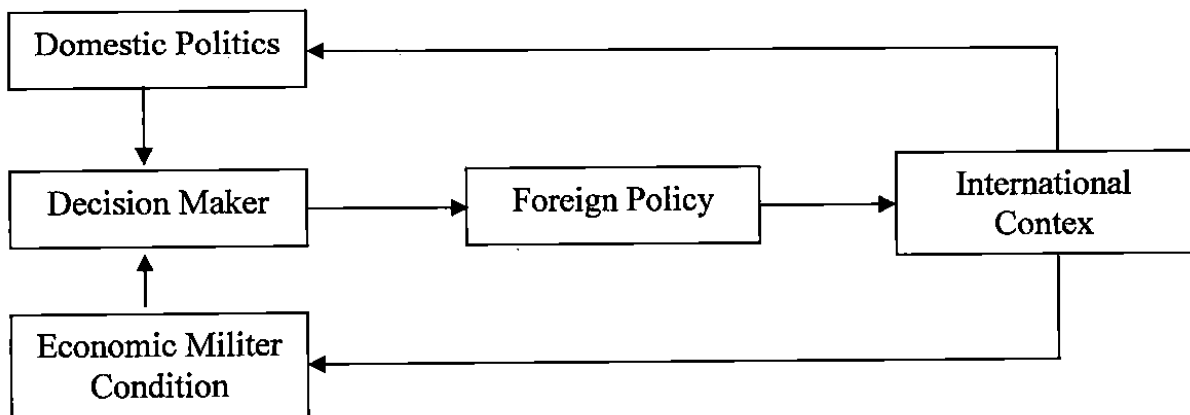 Domestic Politics
Decision Maker
Foreign Policy
International
Contex
Economic Militer
Condition